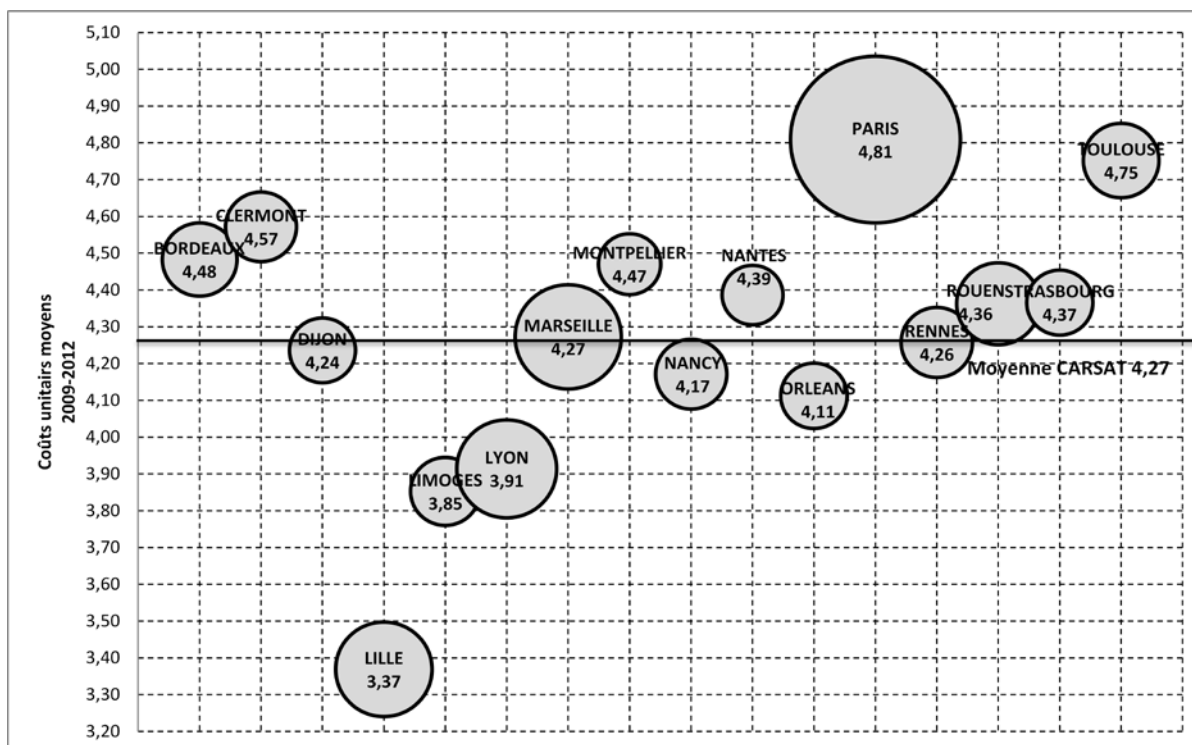 Coûts unitairs moyens
2009-2012
5,10
5,00
4,90
4,80
4,70
4,60
4,50
4,40
4,30
4,20
4,10
4,00
3,90
3,80
3,70
3,60
3,50
3,40
3,30
3,20
BORDEAUX
4,48
CLERMONT
4,57
DIJON
4,24
LILLE
3,37
LIMOGES
3,85
LYON
3,91
MARSEILLE
4,27
MONTPELLIER
4,47
NANCY
4,17
NANTES
4,39
ORLEANS
4,11
PARIS
4,81
RENNES
4,26
ROUEN
4,36
STRASBOURG
4,37
TOULOUSE
4,75
Moyenne CARSAT 4,27